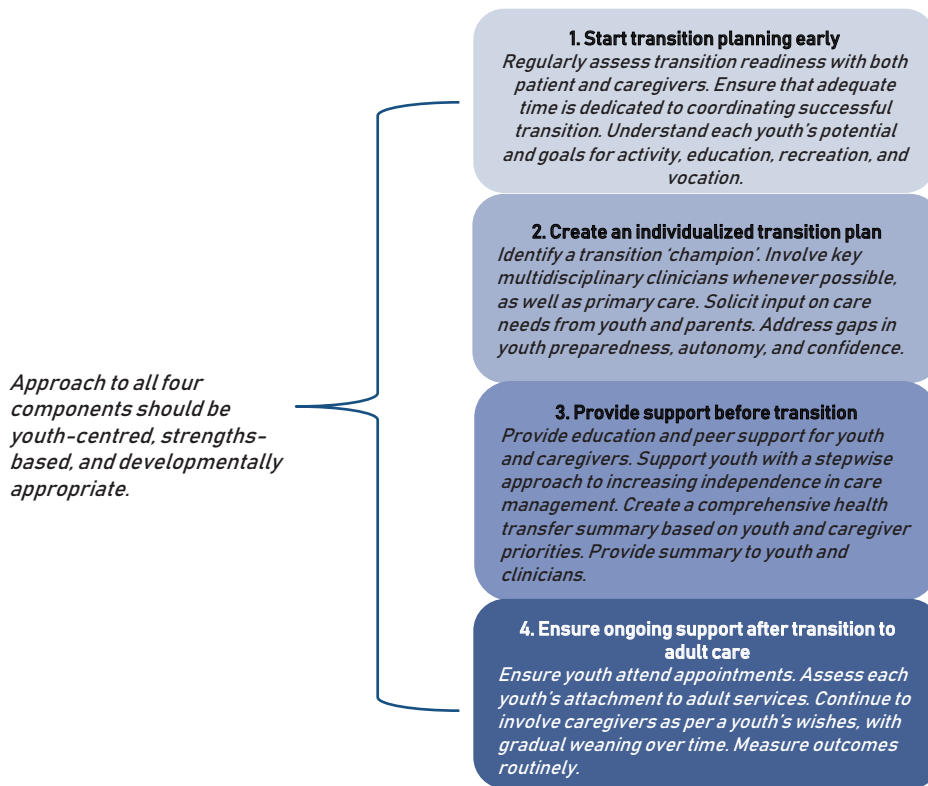 1. Start transition planning early
Regularly assess transition readiness with both
patient and caregivers. Ensure that adequate
time is dedicated to coordinating successful
transition. Understand each youth's potential
and goals for activity, education, recreation, and
vocation.
2. Create an individualized transition plan
Identify a transition ‘champion’. Involve key
multidisciplinary clinicians whenever possible,
as well as primary care. Solicit input on care
needs from youth and parents. Address gaps in
youth preparedness, autonomy, and confidence.
Approach to all four
components should be
youth-centred, strengths-
based, and developmentally
appropriate.
3. Provide support before transition
Provide education and peer support for youth
and caregivers. Support youth with a stepwise
approach to increasing independence in care
management. Create a comprehensive health
transfer summary based on youth and caregiver
priorities. Provide summary to youth and
clinicians.
4. Ensure ongoing support after transition to
adult care
Ensure youth attend appointments. Assess each
youth's attachment to adult services. Continue to
involve caregivers as per a youth's wishes, with
gradual weaning over time. Measure outcomes
routinely.